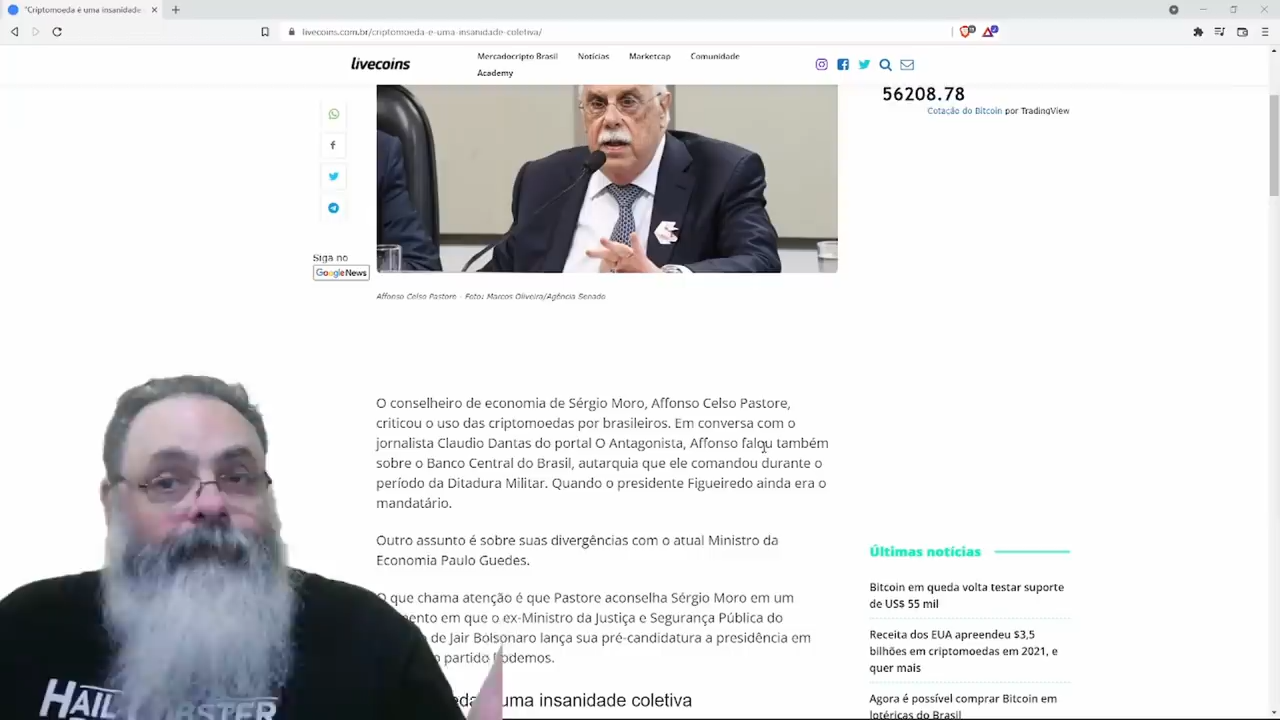 "Criptomoeda é uma insanidade
livecoins.com.br/criptomoeda-e-uma-insanidade-coletiva/
livecoins
Mercadocripto Brasil
Notícias
Marketcap
Comunidade
Academy
56208.78
Cotação do Bitcoin por TradingView
Siga no
Google News
Affonso Celso Pastore - Foto: Marcos Oliveira/Agência Senado
O conselheiro de economia de Sérgio Moro, Affonso Celso Pastore,
criticou o uso das criptomoedas por brasileiros. Em conversa com o
jornalista Claudio Dantas do portal O Antagonista, Affonso falou também
sobre o Banco Central do Brasil, autarquia que ele comandou durante o
período da Ditadura Militar. Quando o presidente Figueiredo ainda era o
mandatário.
Outro assunto é sobre suas divergências com o atual Ministro da
Economia Paulo Guedes.
O que chama atenção é que Pastore aconselha Sérgio Moro em um
ento em que o ex-Ministro da Justiça e Segurança Pública do
de Jair Bolsonaro lança sua pré-candidatura a presidência em
partido Podemos.
uma insanidade coletiva
Últimas notícias
Bitcoin em queda volta testar suporte
de US$ 55 mil
Receita dos EUA apreendeu $3,5
bilhões em criptomoedas em 2021, e
quer mais
Agora é possível comprar Bitcoin em
lotéricas do Brasil
HAIL